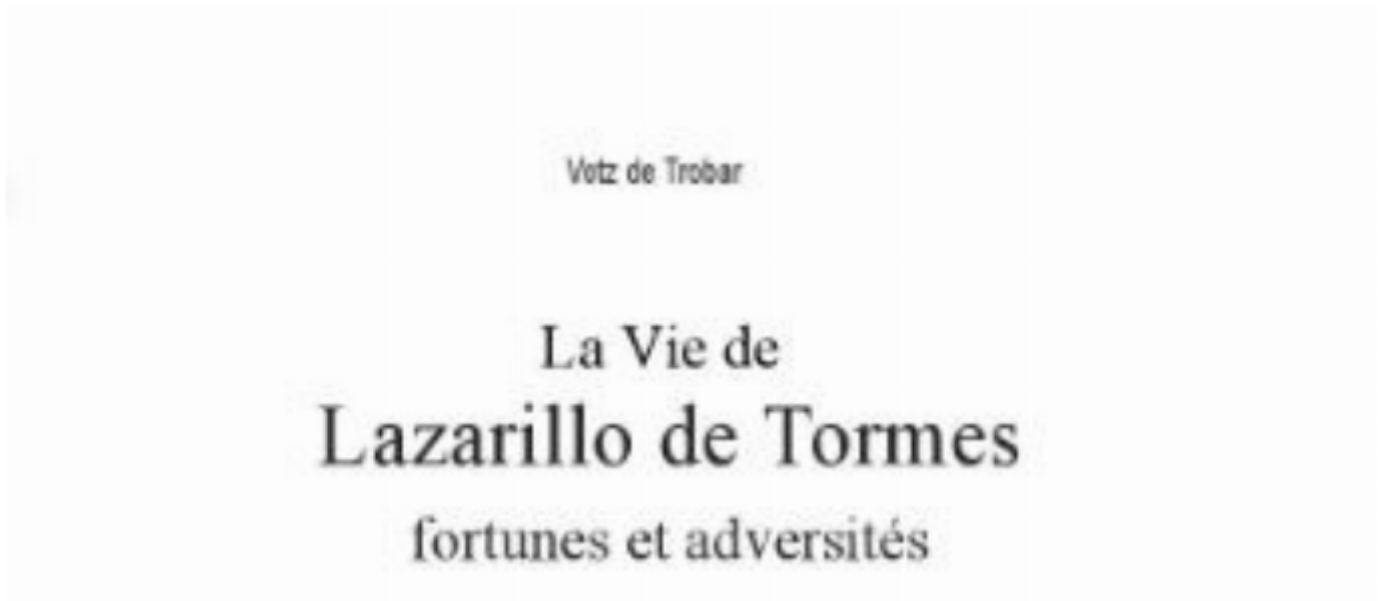 Votz de Trobar
La Vie de
Lazarillo de Tormes
fortunes et adversités